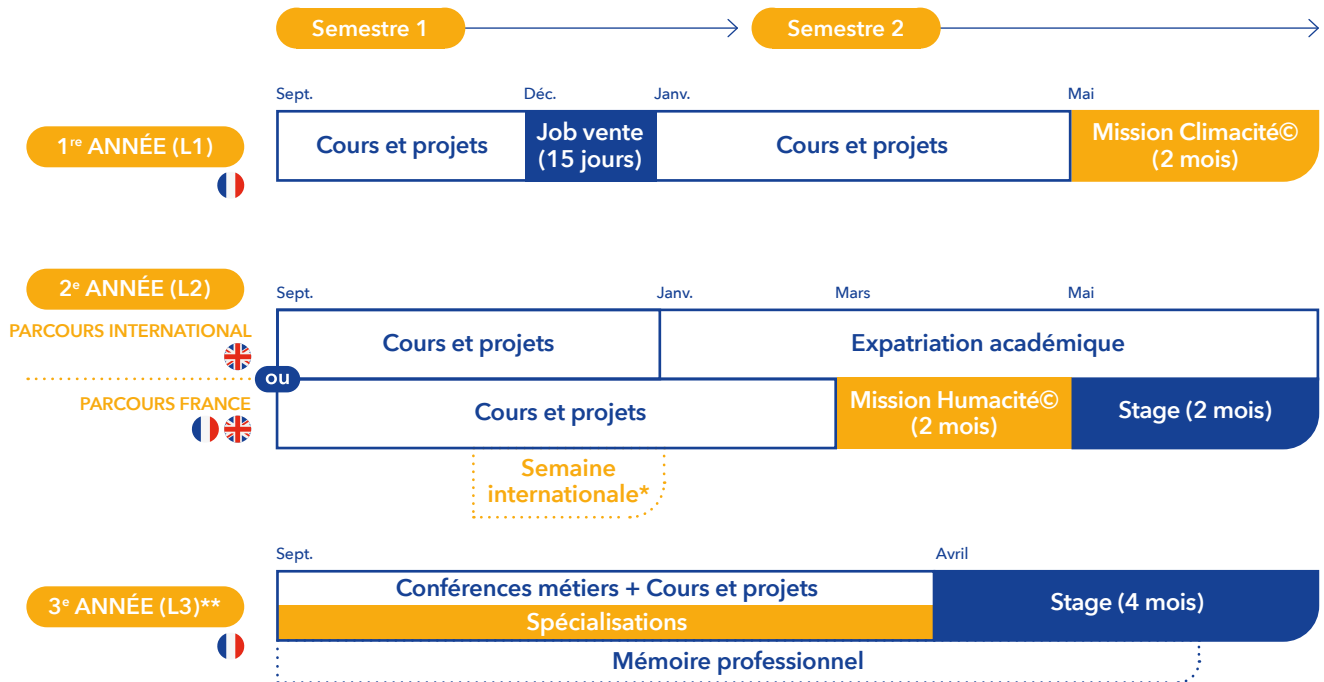 Semestre 1
Semestre 2
Sept.
Déc.
Janv.
Mai
1re ANNÉE (L1)
Cours et projets
Job vente
(15 jours)
Cours et projets
Mission Climacité©
(2 mois)
2e ANNÉE (L2)
Sept.
Janv.
Mars
Mai
PARCOURS INTERNATIONAL
Cours et projets
Expatriation académique
ou
PARCOURS FRANCE
Cours et projets
Mission Humacité©
(2 mois)
Stage (2 mois)
Semaine
internationale*
Sept.
Avril
3e ANNÉE (L3)**
Conférences métiers + Cours et projets
Spécialisations
Stage (4 mois)
Mémoire professionnel